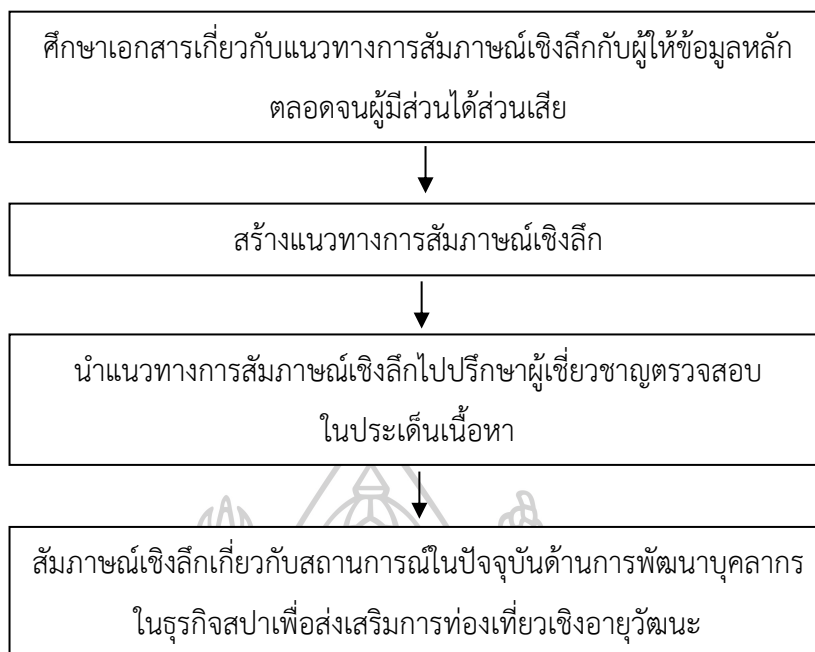 ศึกษาเอกสารเกี่ยวกับแนวทางการสัมภาษณ์เชิงลึกกับผู้ให้ข้อมูลหลัก
ตลอดจนผู้มีส่วนได้ส่วนเสีย
สร้างแนวทางการสัมภาษณ์เชิงลึก
นำแนวทางการสัมภาษณ์เชิงลึกไปปรึกษาผู้เชี่ยวชาญตรวจสอบ
ในประเด็นเนื้อหา
สัมภาษณ์เชิงลึกเกี่ยวกับสถานการณ์ในปัจจุบันด้านการพัฒนาบุคลากร
ในธุรกิจสปาเพื่อส่งเสริมการท่องเที่ยวเชิงอายุวัฒนะ